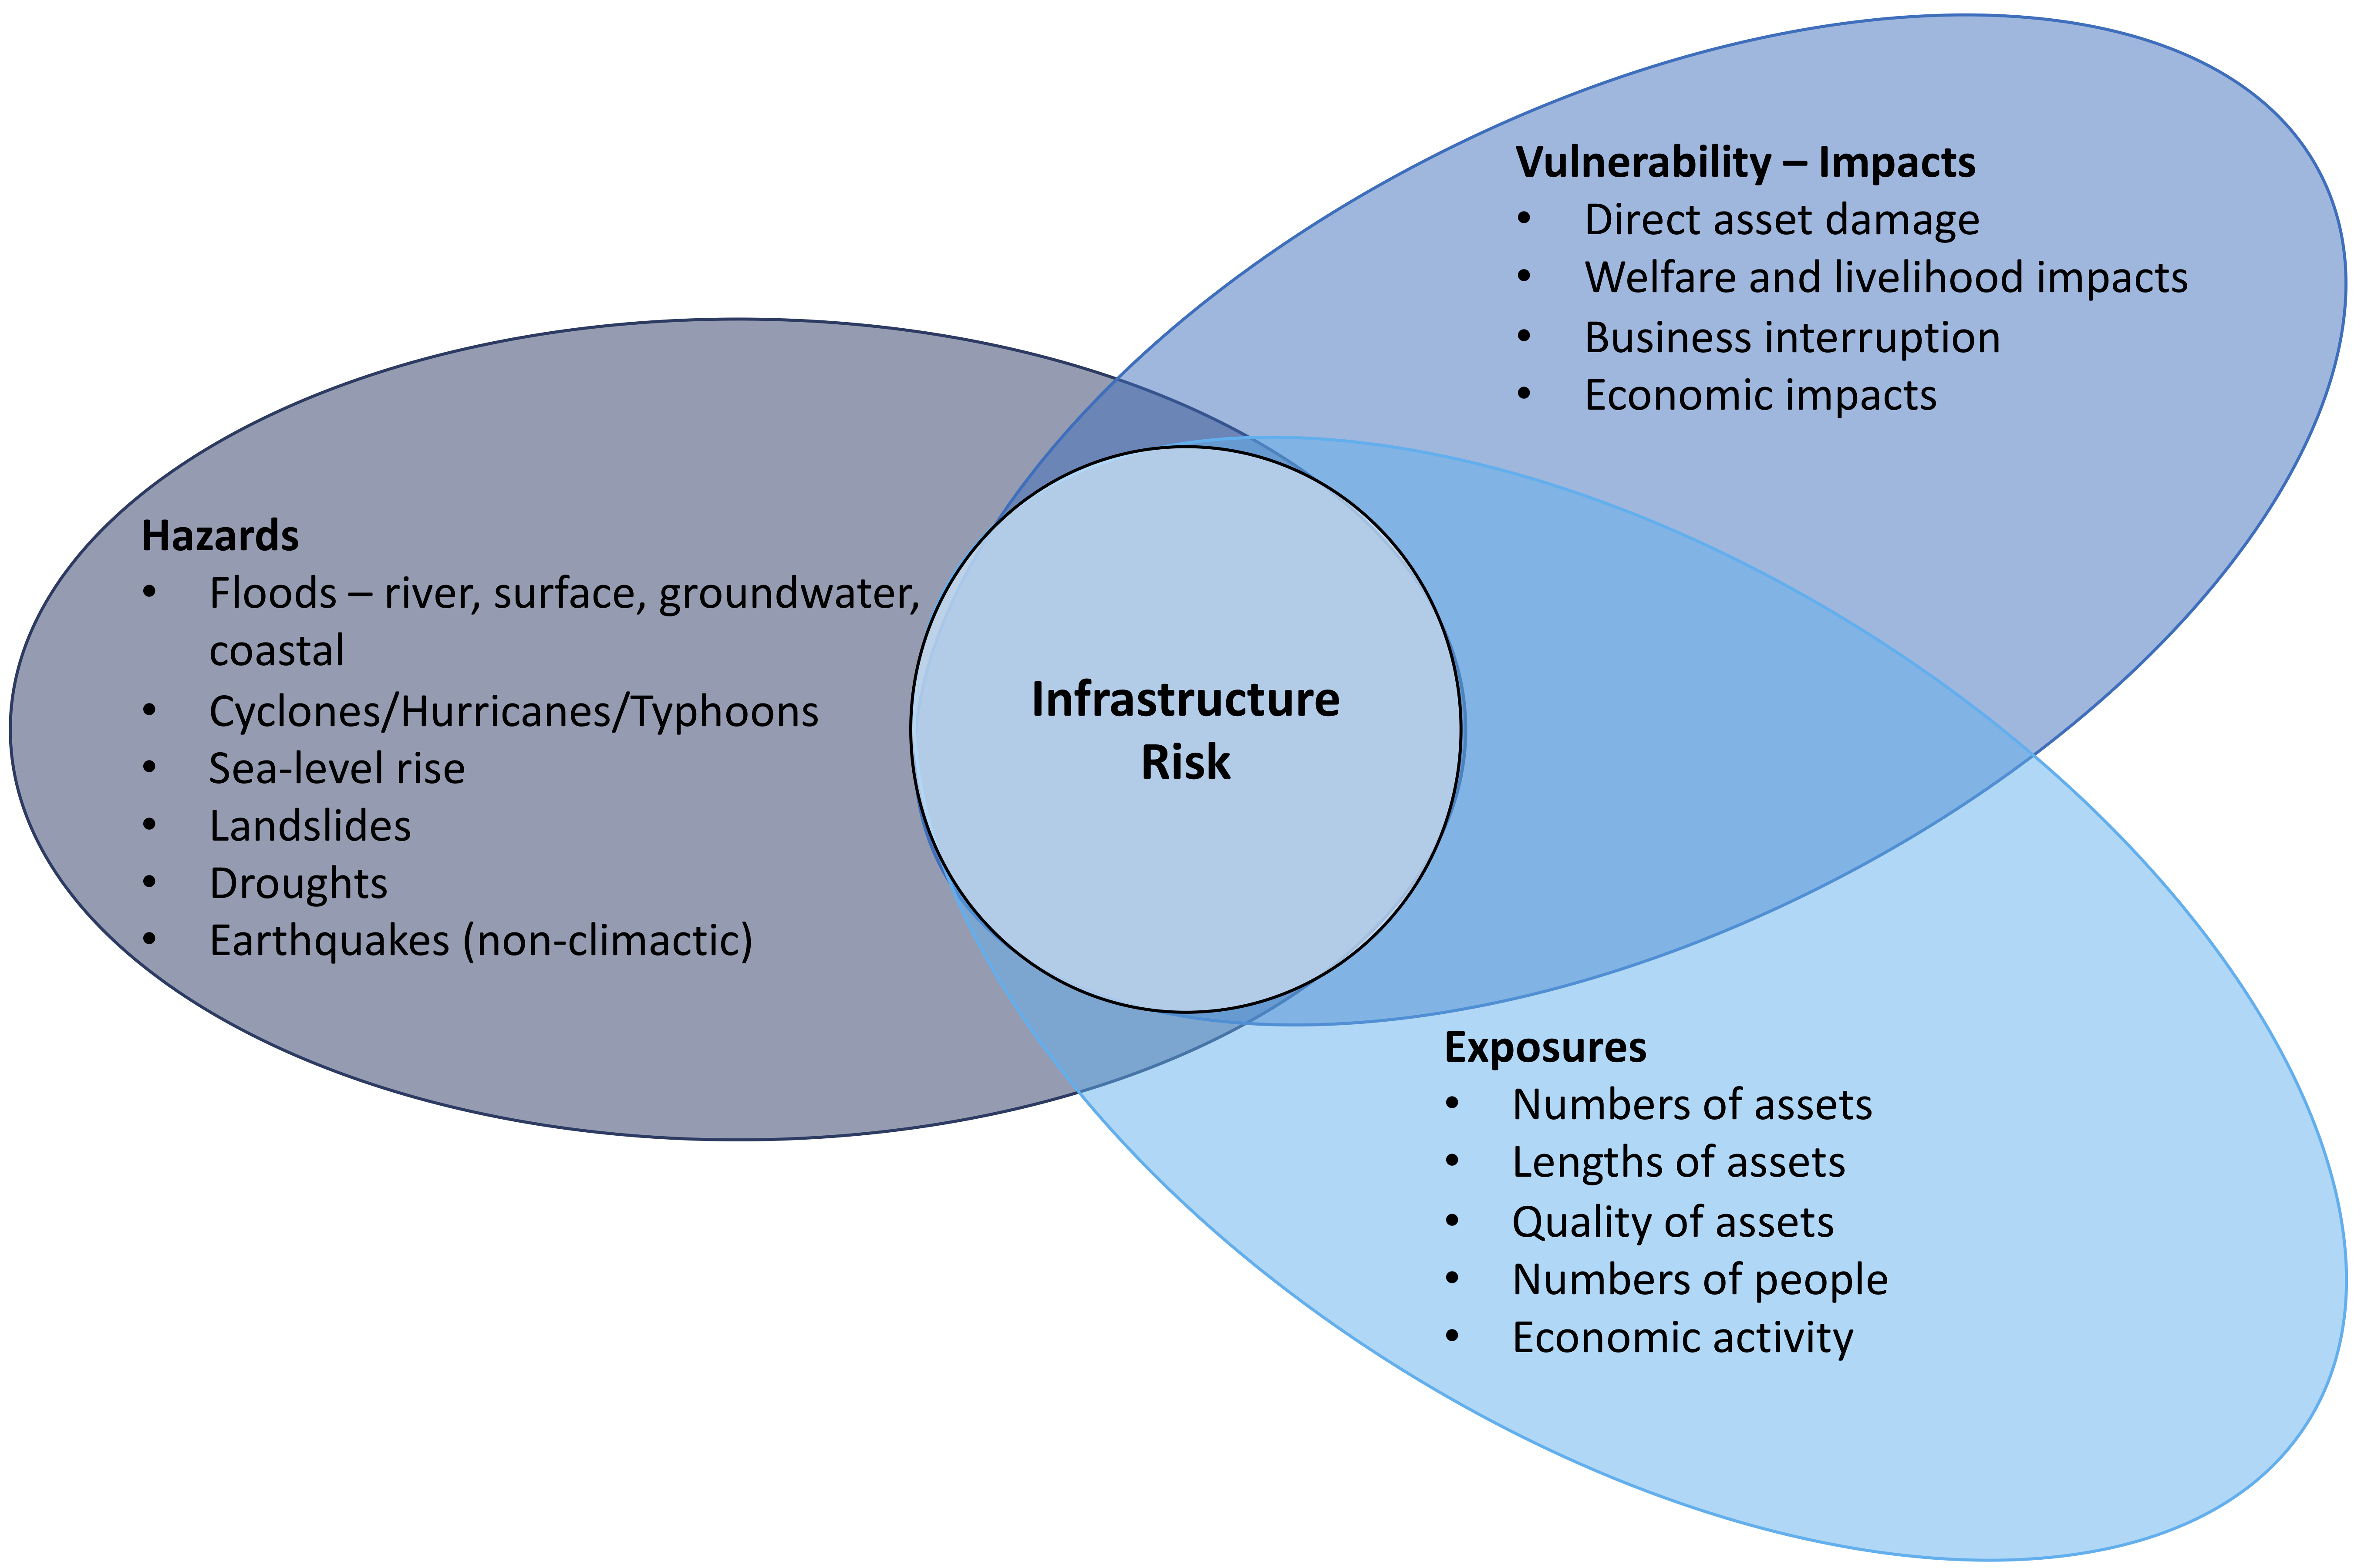 Vulnerability – Impacts
• Direct asset damage
• Welfare and livelihood impacts
• Business interruption
• Economic impacts
Hazards
• Floods – river, surface, groundwater,
coastal
• Cyclones/Hurricanes/Typhoons
• Sea-level rise
• Landslides
• Droughts
• Earthquakes (non-climactic)
Infrastructure
Risk
Exposures
• Numbers of assets
• Lengths of assets
• Quality of assets
• Numbers of people
• Economic activity